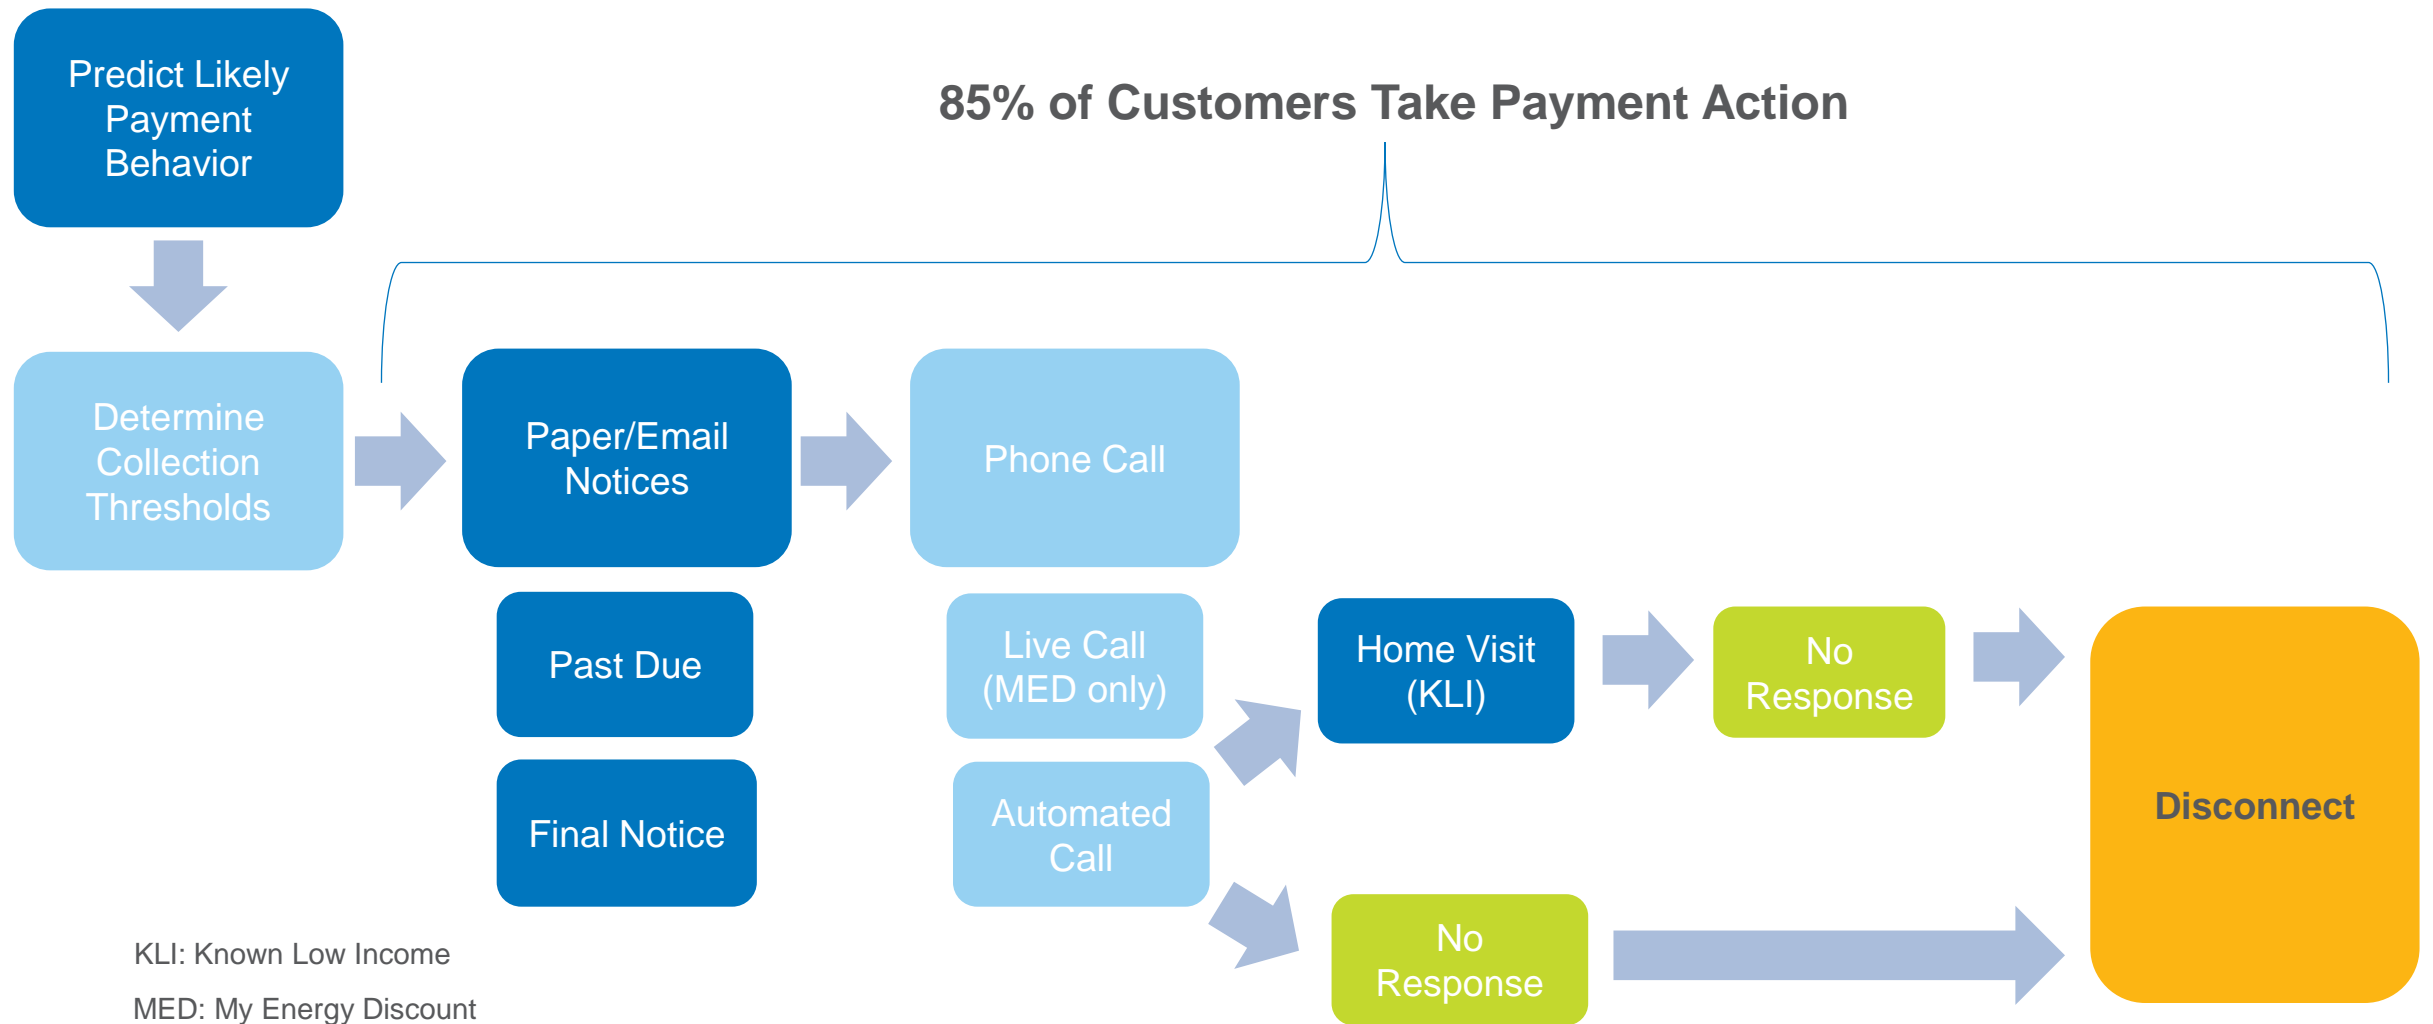 Predict Likely
Payment
Behavior
85% of Customers Take Payment Action
Determine
Collection
Thresholds
Paper/Email
Notices
Phone Call
Past Due
Final Notice
Live Call
(MED only)
Automated
Call
Home Visit
(KLI)
No
Response
No
Response
Disconnect
KLI: Known Low Income
MED: My Energy Discount